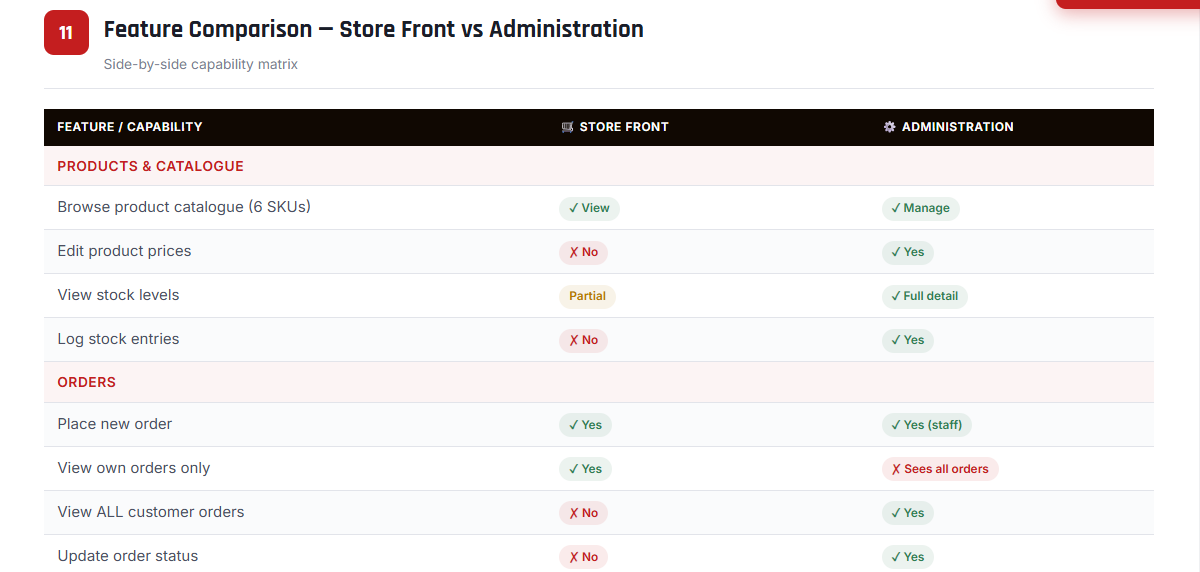 11
Feature Comparison — Store Front vs Administration
Side-by-side capability matrix
FEATURE / CAPABILITY 🛒 STORE FRONT ⚙ ADMINISTRATION
PRODUCTS & CATALOGUE
Browse product catalogue (6 SKUs) ✓ View ✓ Manage
Edit product prices ✗ No ✓ Yes
View stock levels Partial ✓ Full detail
Log stock entries ✗ No ✓ Yes
ORDERS
Place new order ✓ Yes ✓ Yes (staff)
View own orders only ✓ Yes ✗ Sees all orders
View ALL customer orders ✗ No ✓ Yes
Update order status ✗ No ✓ Yes